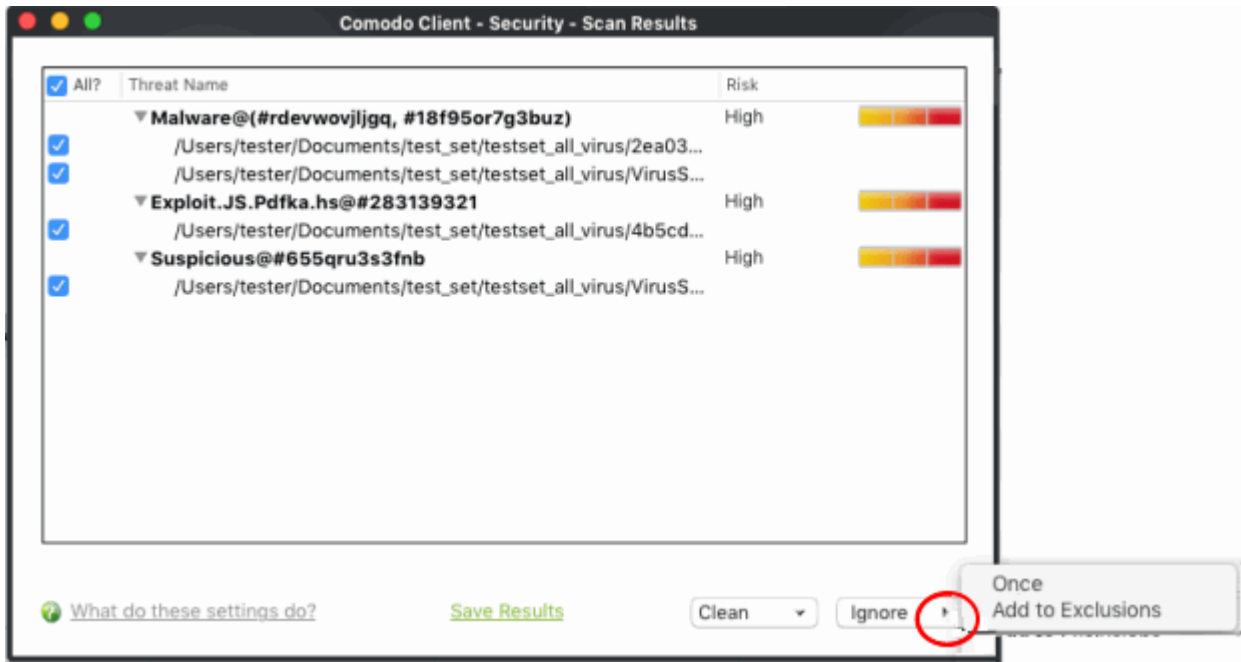 Comodo Client - Security - Scan Results
All? Threat Name Risk
Malware@(#rdevwovjljgq, #18f95or7g3buz) High
/Users/tester/Documents/test_set/testset_all_virus/2ea03...
/Users/tester/Documents/test_set/testset_all_virus/VirusS...
Exploit.JS.Pdfka.hs@#283139321 High
/Users/tester/Documents/test_set/testset_all_virus/4b5cd...
Suspicious@#655qru3s3fnb High
/Users/tester/Documents/test_set/testset_all_virus/VirusS...
Once
What do these settings do? Save Results Clean Ignore Add to Exclusions